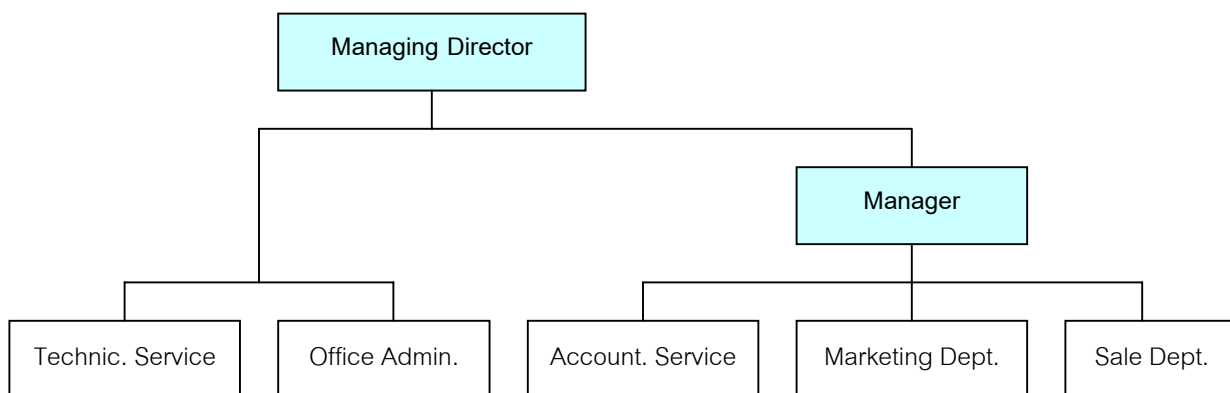 Managing Director
Manager
Technic. Service
Office Admin.
Account. Service
Marketing Dept.
Sale Dept.